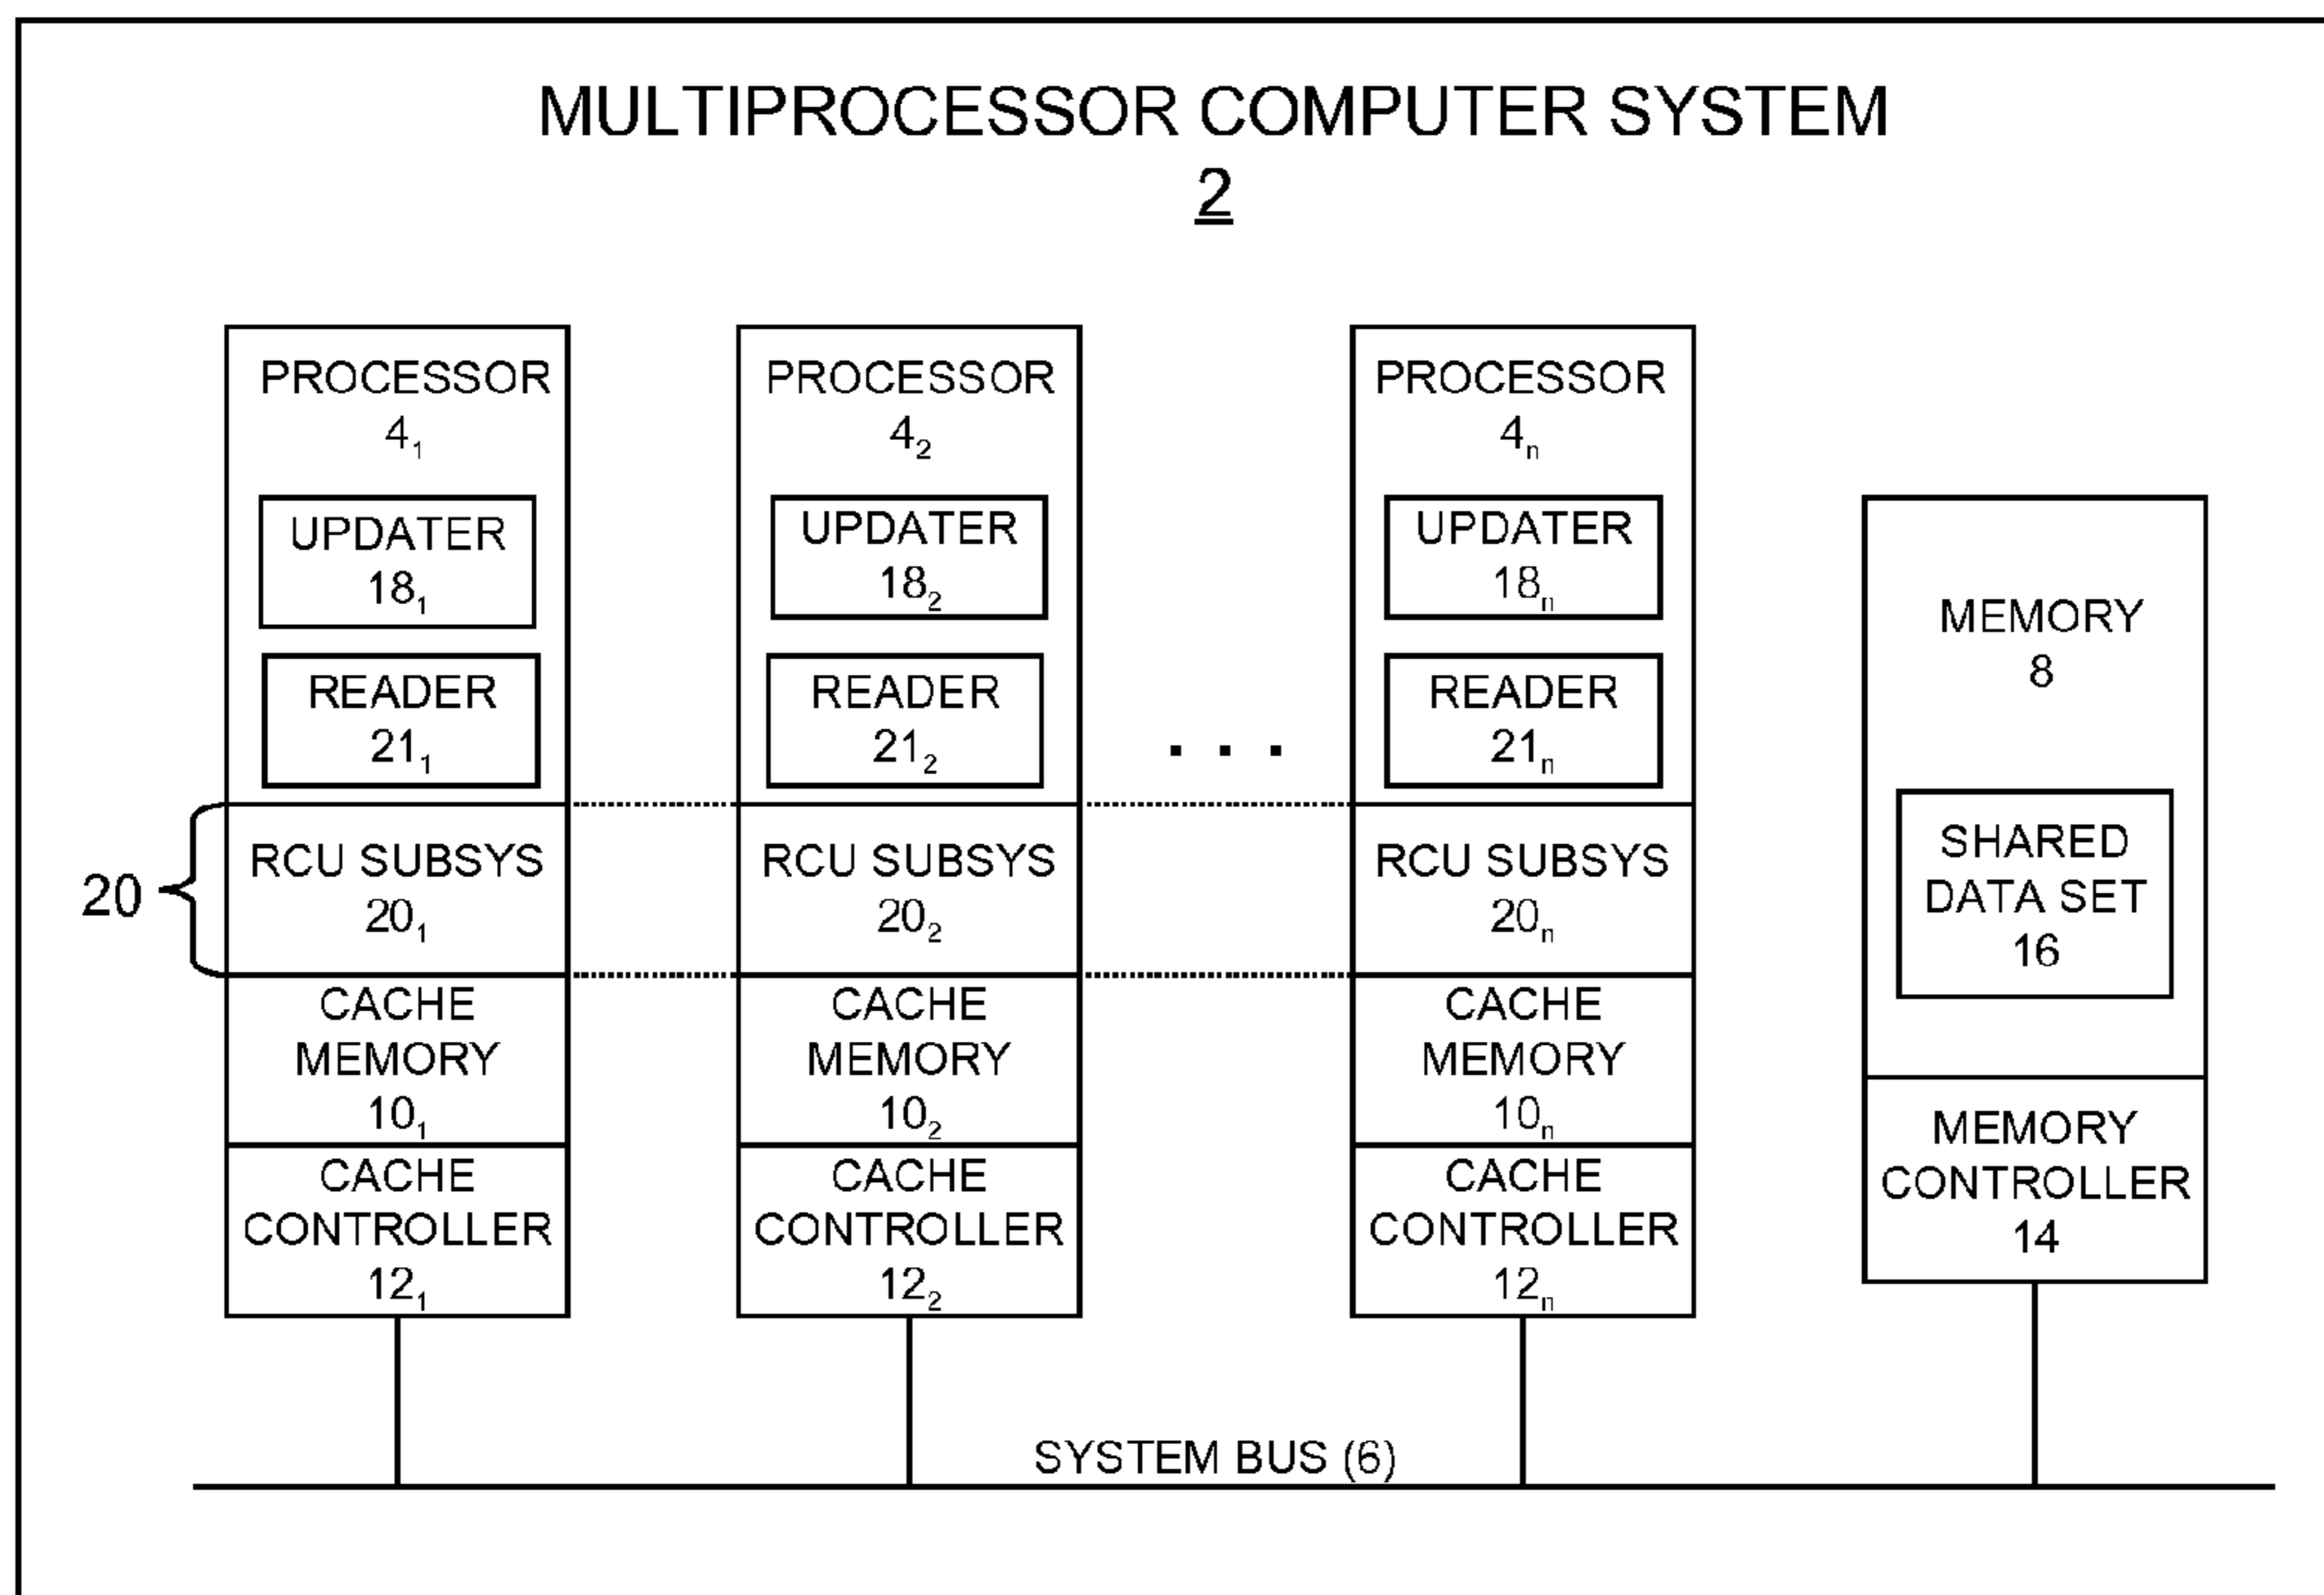 MULTIPROCESSOR COMPUTER SYSTEM
2
PROCESSOR
4₁
UPDATER
18₁
READER
21₁
RCU SUBSYS
20₁
CACHE
MEMORY
10₁
CACHE
CONTROLLER
12₁
20
PROCESSOR
4₂
UPDATER
18₂
READER
21₂
RCU SUBSYS
20₂
CACHE
MEMORY
10₂
CACHE
CONTROLLER
12₂
. . .
PROCESSOR
4ₙ
UPDATER
18ₙ
READER
21ₙ
RCU SUBSYS
20ₙ
CACHE
MEMORY
10ₙ
CACHE
CONTROLLER
12ₙ
MEMORY
8
SHARED
DATA SET
16
MEMORY
CONTROLLER
14
SYSTEM BUS (6)